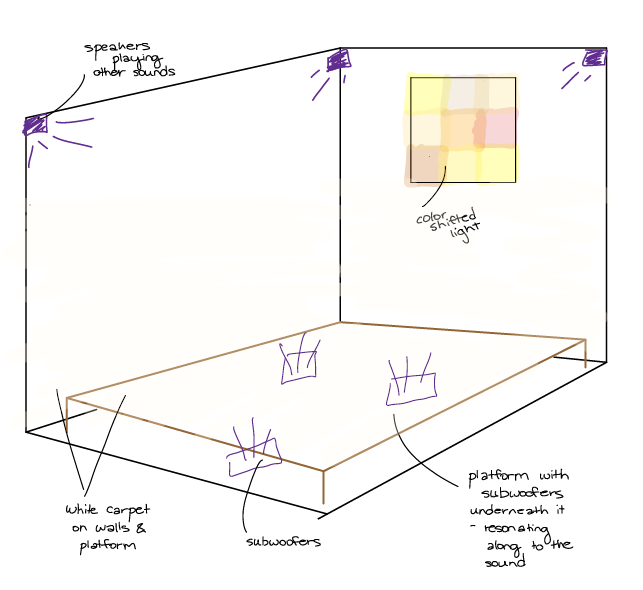 speakers
playing
other sounds
color
shifted
light
white carpet
on walls &
platform
subwoofers
platform with
subwoofers
underneath it
- resonating
along to the
sound